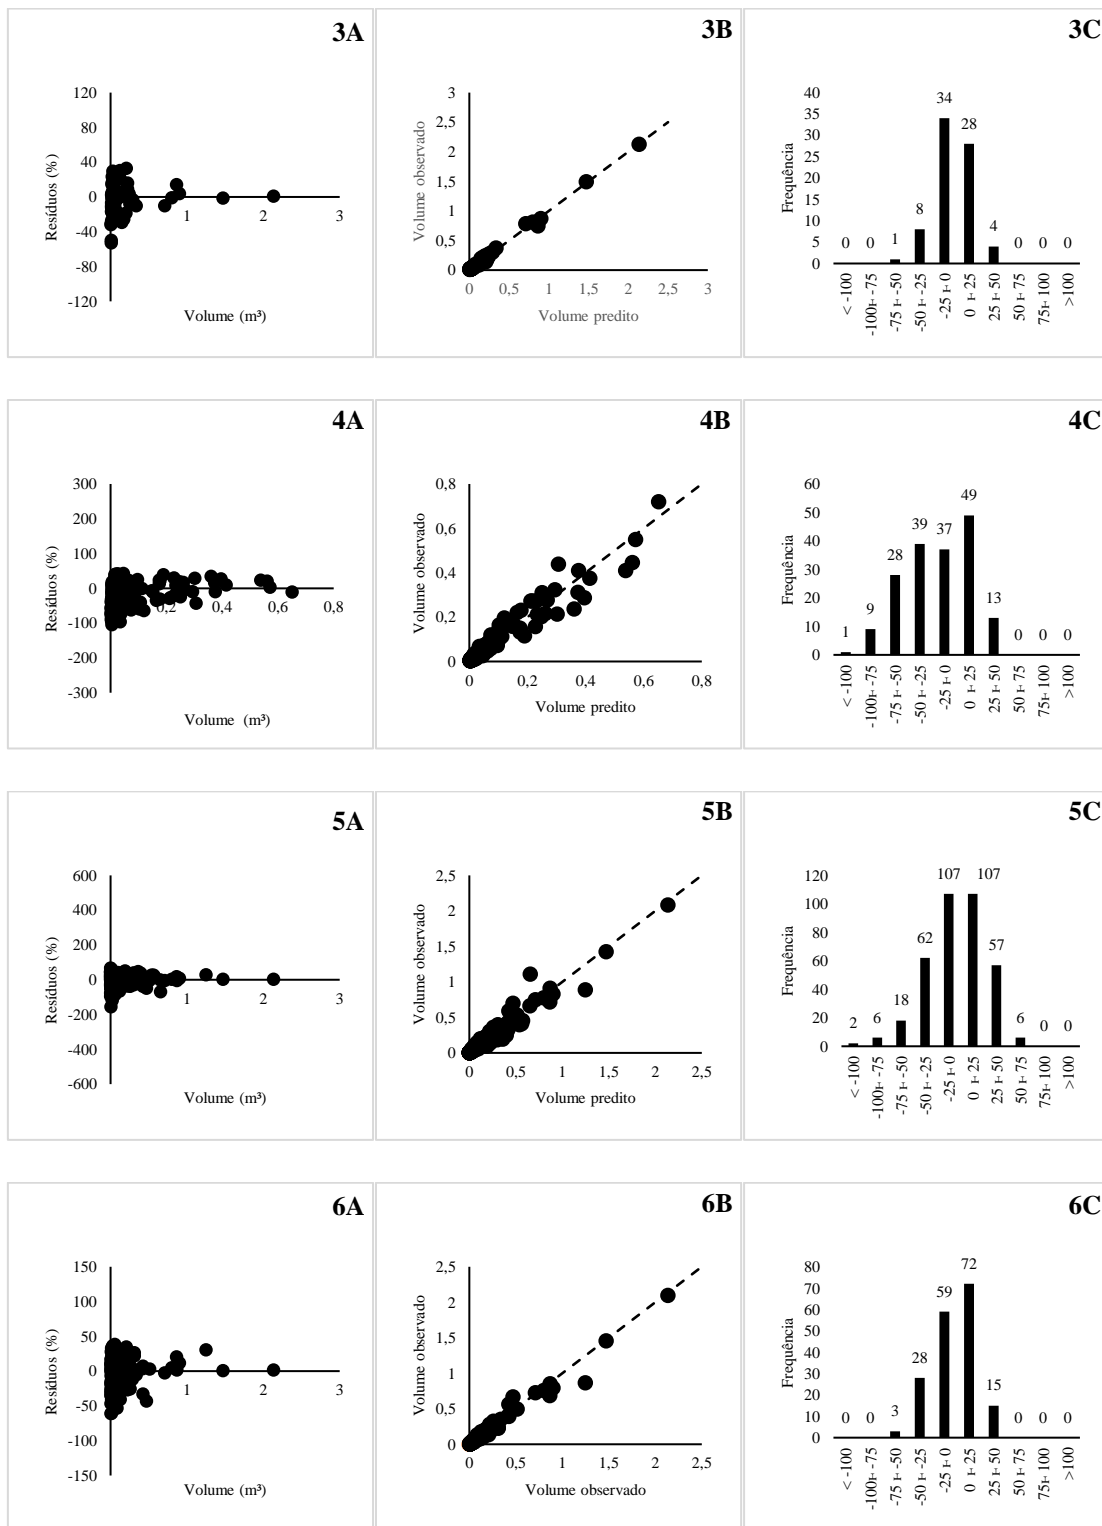 3A
120
80
40
0
-40
-80
-120
1
2
3
Resíduos (%)
Volume (m³)
3B
3
2,5
2
1,5
1
0,5
0
0
0,5
1
1,5
2
2,5
3
Volume observado
Volume predito
3C
40
35
30
25
20
15
10
5
0
Frequência
0
0
1
8
34
28
4
0
0
0
< -100
-100Ͱ -75
-75 Ͱ -50
-50 Ͱ -25
-25 Ͱ 0
0 Ͱ 25
25 Ͱ 50
50 Ͱ 75
75Ͱ 100
>100
4A
300
200
100
0
-100
-200
-300
0,2
0,4
0,6
0,8
Resíduos (%)
Volume (m³)
4B
0,8
0,6
0,4
0,2
0
0
0,2
0,4
0,6
0,8
Volume observado
Volume predito
4C
60
50
40
30
20
10
0
Frequência
1
9
28
39
37
49
13
0
0
0
< -100
-100Ͱ -75
-75 Ͱ -50
-50 Ͱ -25
-25 Ͱ 0
0 Ͱ 25
25 Ͱ 50
50 Ͱ 75
75Ͱ 100
>100
5A
600
400
200
0
-200
-400
-600
1
2
3
Resíduos (%)
Volume (m³)
5B
2,5
2
1,5
1
0,5
0
0
0,5
1
1,5
2
2,5
Volume observado
Volume predito
5C
120
100
80
60
40
20
0
Frequência
2
6
18
62
107
107
57
6
0
0
< -100
-100Ͱ -75
-75 Ͱ -50
-50 Ͱ -25
-25 Ͱ 0
0 Ͱ 25
25 Ͱ 50
50 Ͱ 75
75Ͱ 100
>100
6A
150
100
50
0
-50
-100
-150
1
2
3
Resíduos (%)
Volume (m³)
6B
2,5
2
1,5
1
0,5
0
0
0,5
1
1,5
2
2,5
Volume observado
Volume observado
6C
80
70
60
50
40
30
20
10
0
Frequência
0
0
3
28
59
72
15
0
0
0
< -100
-100Ͱ -75
-75 Ͱ -50
-50 Ͱ -25
-25 Ͱ 0
0 Ͱ 25
25 Ͱ 50
50 Ͱ 75
75Ͱ 100
>100